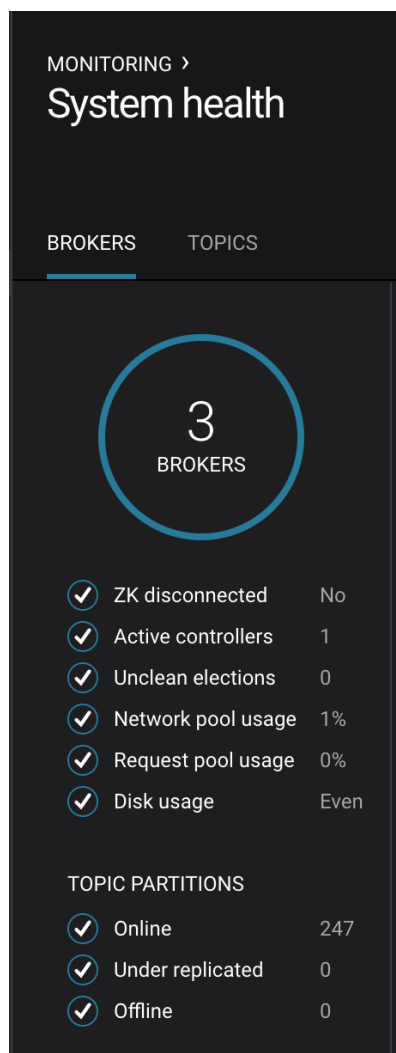 MONITORING ›
System health
BROKERS TOPICS
3
BROKERS
ZK disconnected No
Active controllers 1
Unclean elections 0
Network pool usage 1%
Request pool usage 0%
Disk usage Even
TOPIC PARTITIONS
Online 247
Under replicated 0
Offline 0